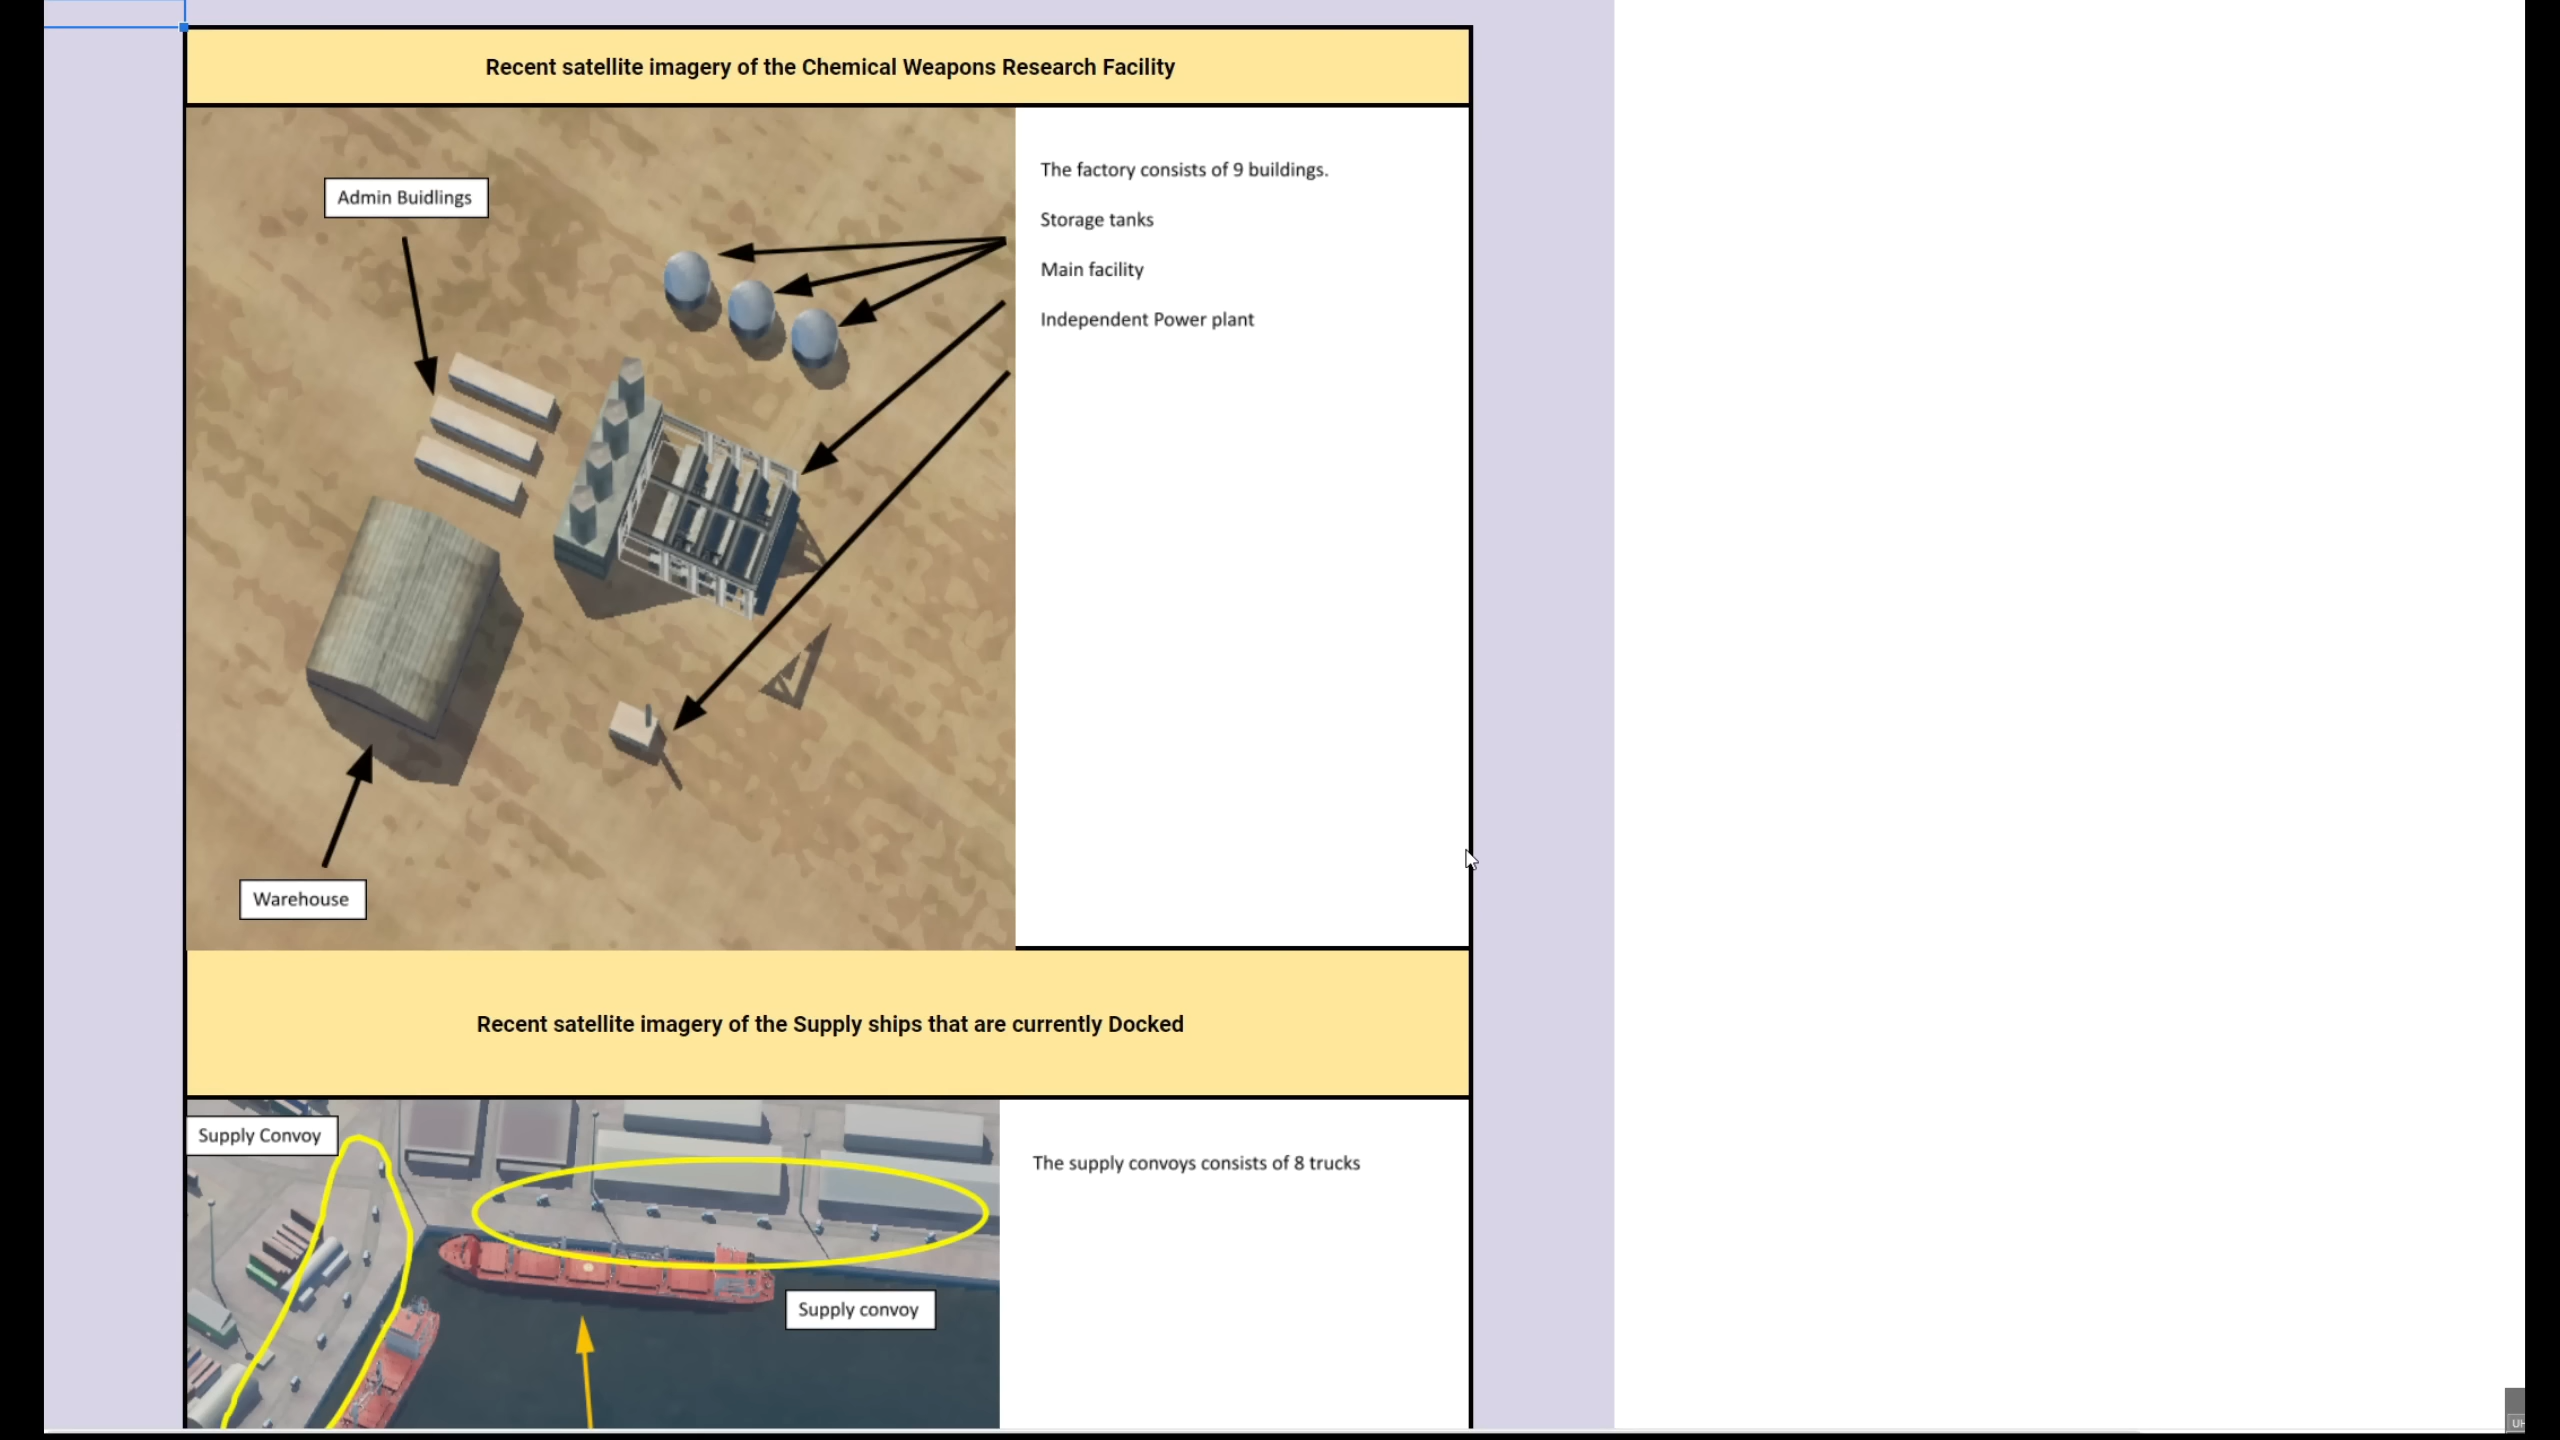 Recent satellite imagery of the Chemical Weapons Research Facility
Admin Buidlings
The factory consists of 9 buildings.
Storage tanks
Main facility
Independent Power plant
Warehouse
Recent satellite imagery of the Supply ships that are currently Docked
Supply Convoy
The supply convoys consists of 8 trucks
Supply convoy